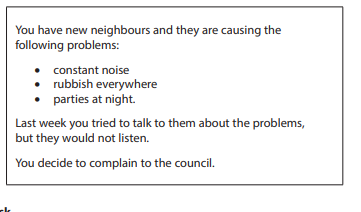 You have new neighbours and they are causing the
following problems:
• constant noise
• rubbish everywhere
• parties at night.
Last week you tried to talk to them about the problems,
but they would not listen.
You decide to complain to the council.